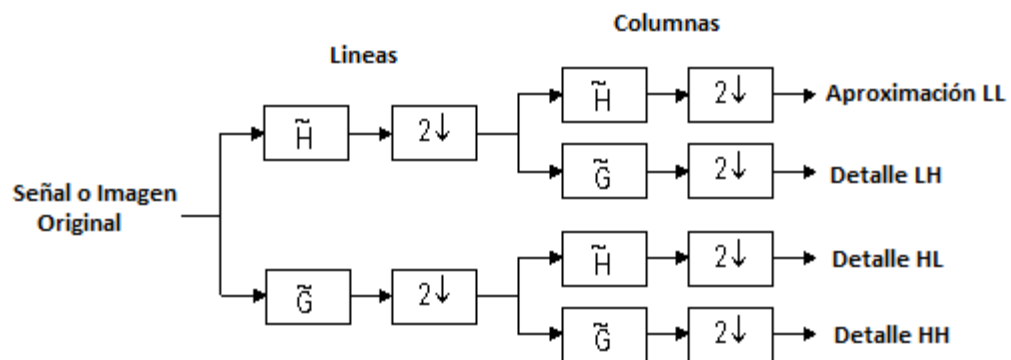 Columnas
Lineas
H̃ 2↓ Aproximación LL
H̃ 2↓
G̃ 2↓ Detalle LH
Señal o Imagen
Original
H̃ 2↓ Detalle HL
G̃ 2↓
G̃ 2↓ Detalle HH